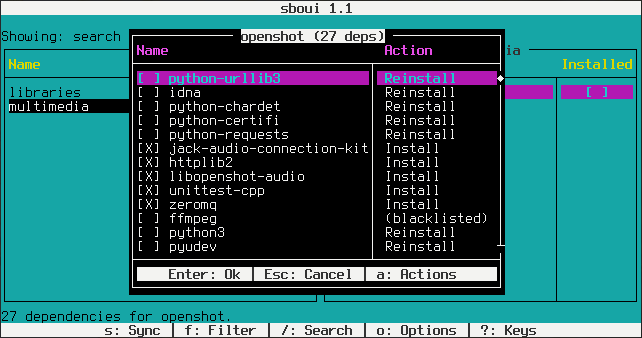 sboui 1.1
Showing: search
openshot (27 deps)
ia
Name
Name Action
Installed
[ ] python-urllib3 Reinstall
libraries [ ] idna Reinstall [ ]
multimedia [ ] python-chardet Reinstall
[ ] python-certifi Reinstall
[ ] python-requests Reinstall
[X] jack-audio-connection-kit Install
[X] httplib2 Install
[X] libopenshot-audio Install
[X] unittest-cpp Install
[X] zeromq Install
[ ] ffmpeg (blacklisted)
[ ] python3 Reinstall
[ ] pyudev Reinstall
Enter: Ok Esc: Cancel a: Actions
27 dependencies for openshot.
s: Sync f: Filter /: Search o: Options ?: Keys